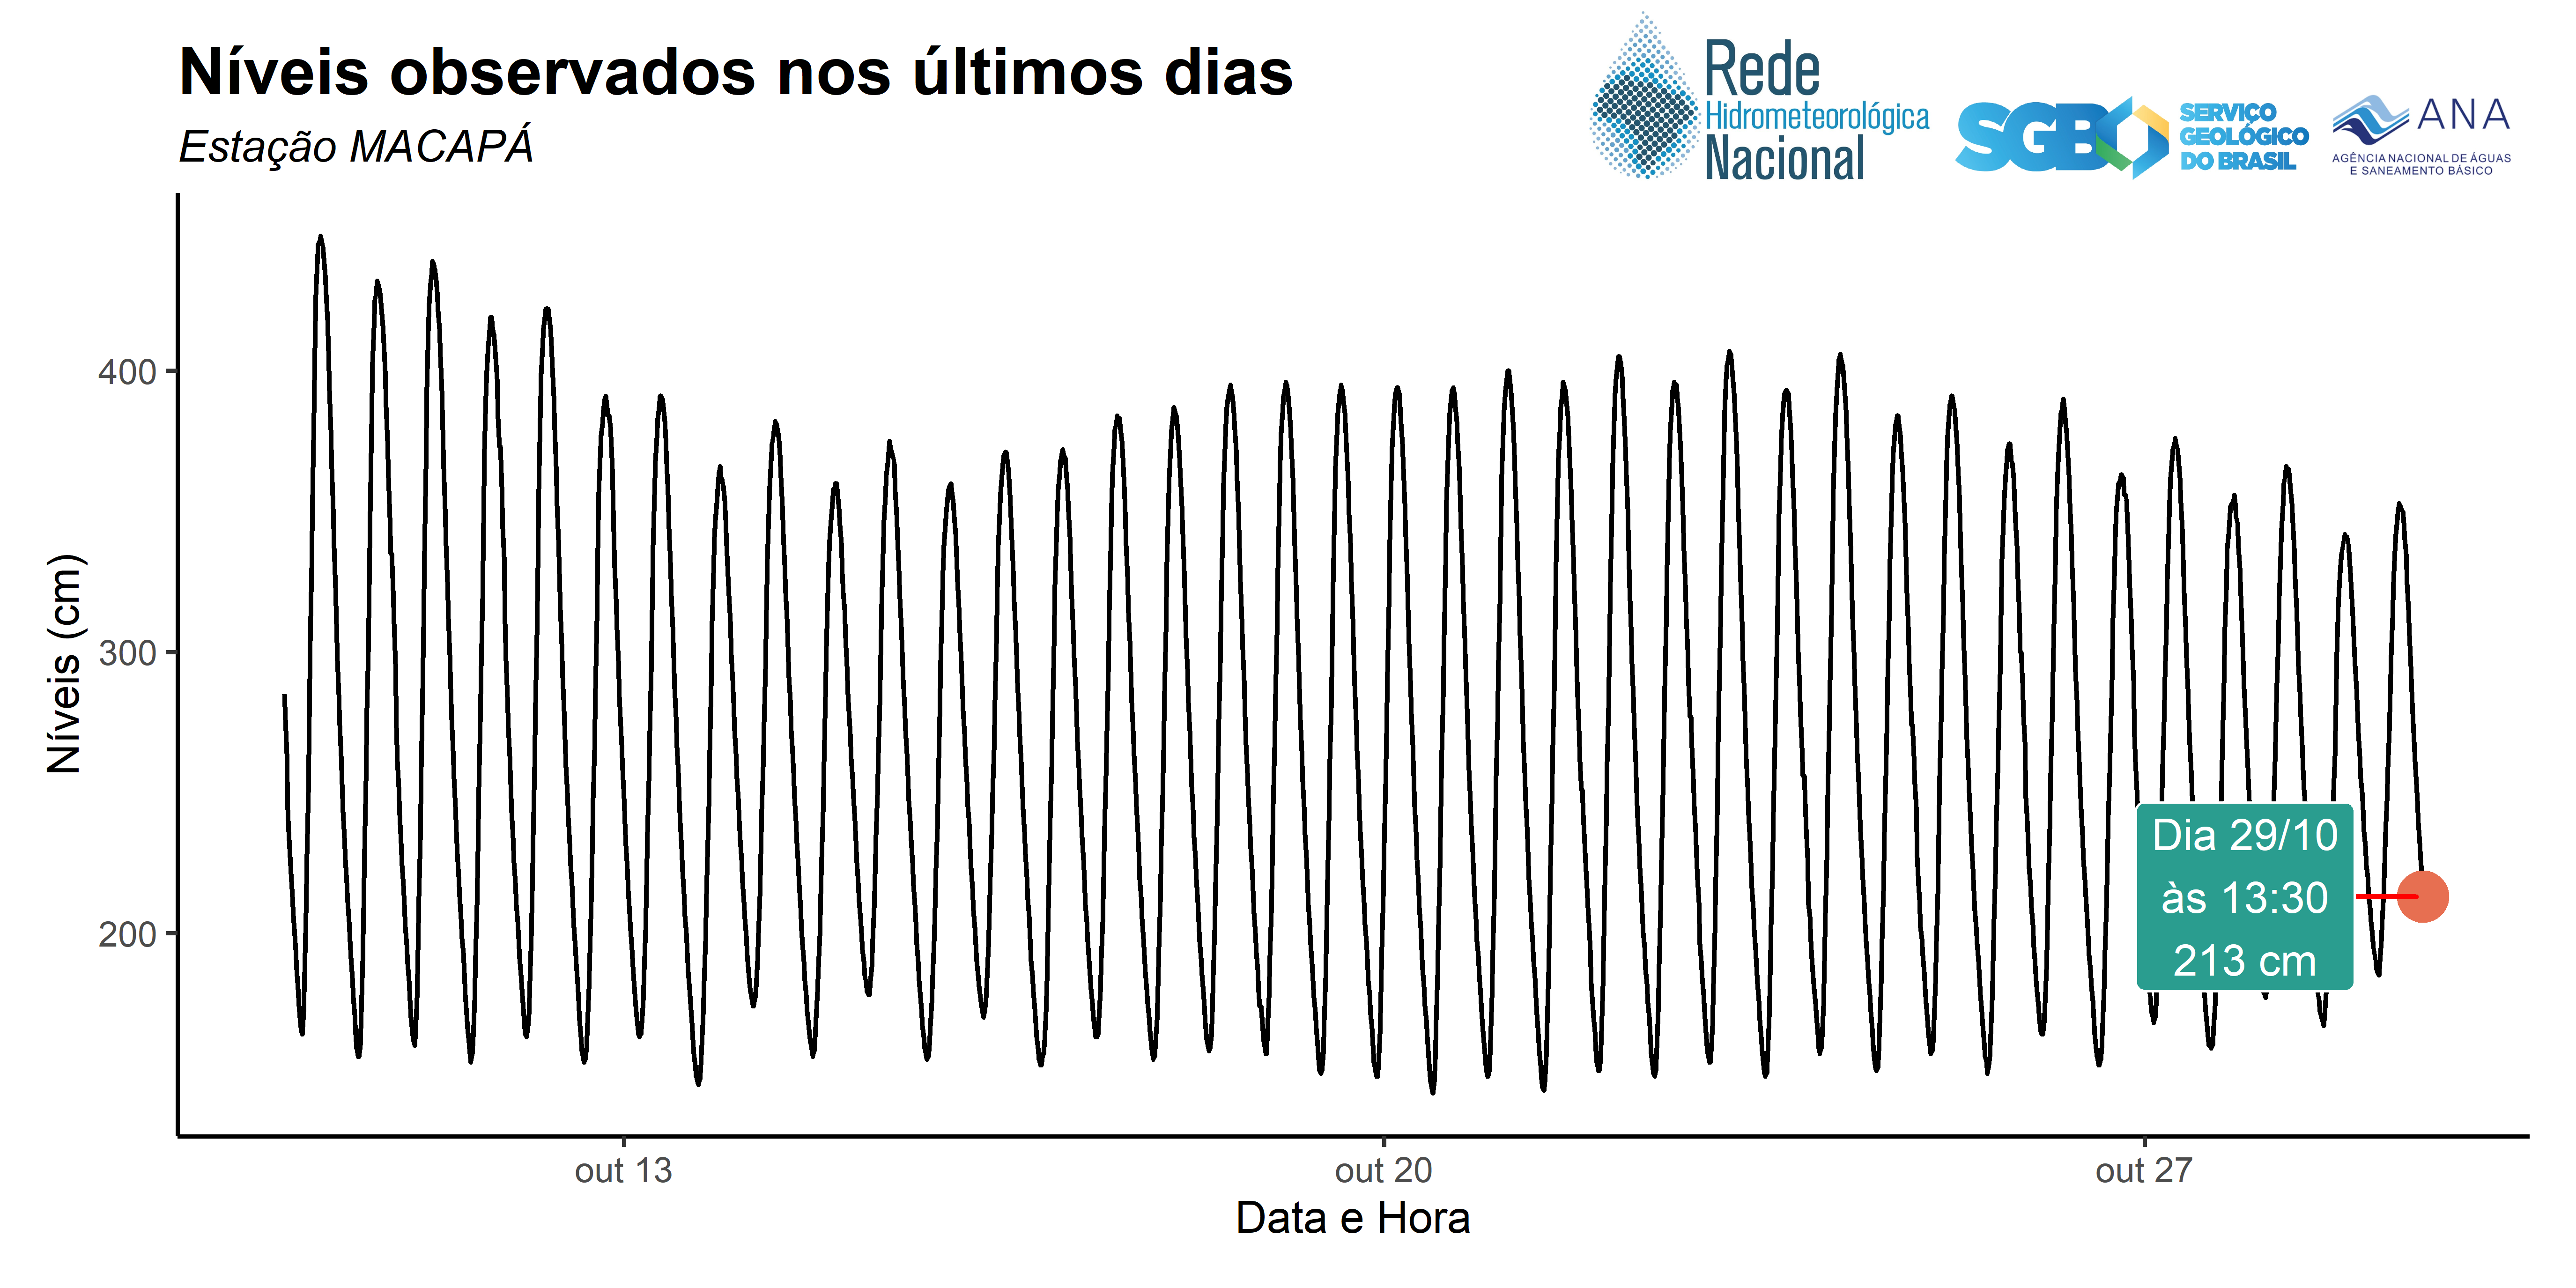 Níveis observados nos últimos dias
Estação MACAPÁ
Rede
Hidrometeorológica
Nacional
SGB
SERVIÇO
GEOLÓGICO
DO BRASIL
ANA
AGÊNCIA NACIONAL DE ÁGUAS
E SANEAMENTO BÁSICO
Níveis (cm)
400
300
200
Dia 29/10
às 13:30
213 cm
out 13
out 20
out 27
Data e Hora